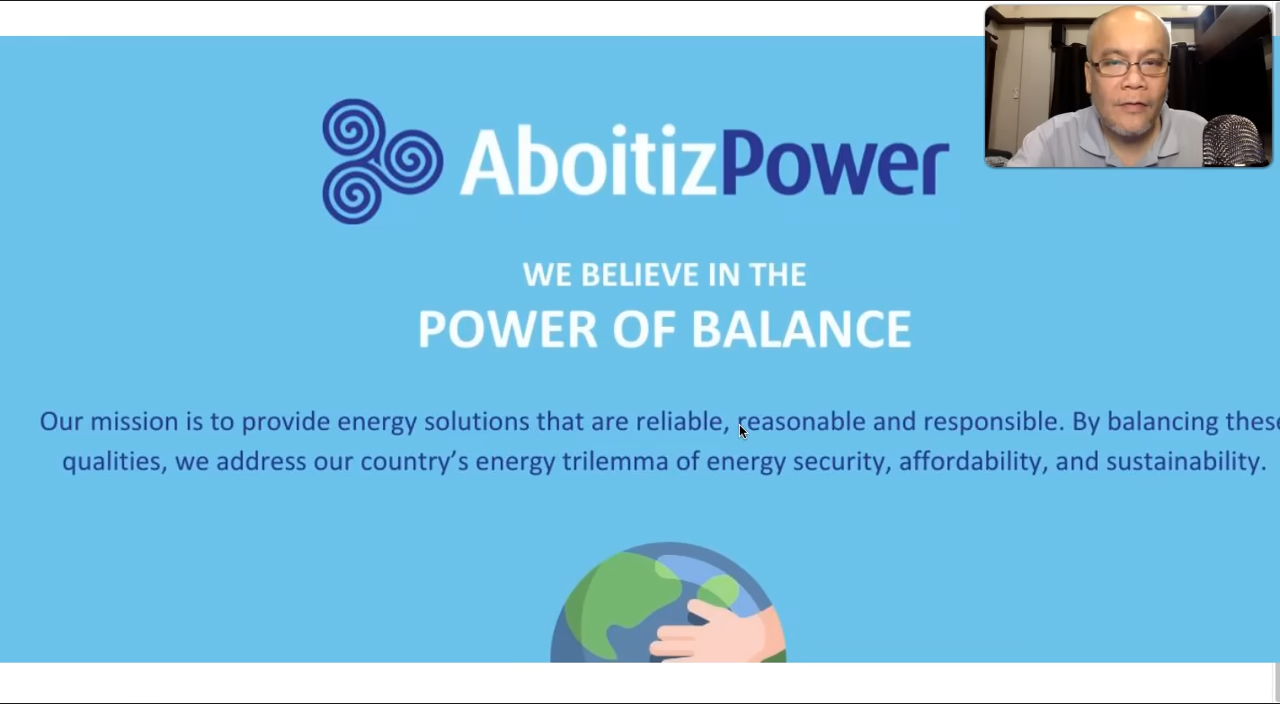 AboitizPower
WE BELIEVE IN THE
POWER OF BALANCE
Our mission is to provide energy solutions that are reliable, reasonable and responsible. By balancing these
qualities, we address our country’s energy trilemma of energy security, affordability, and sustainability.